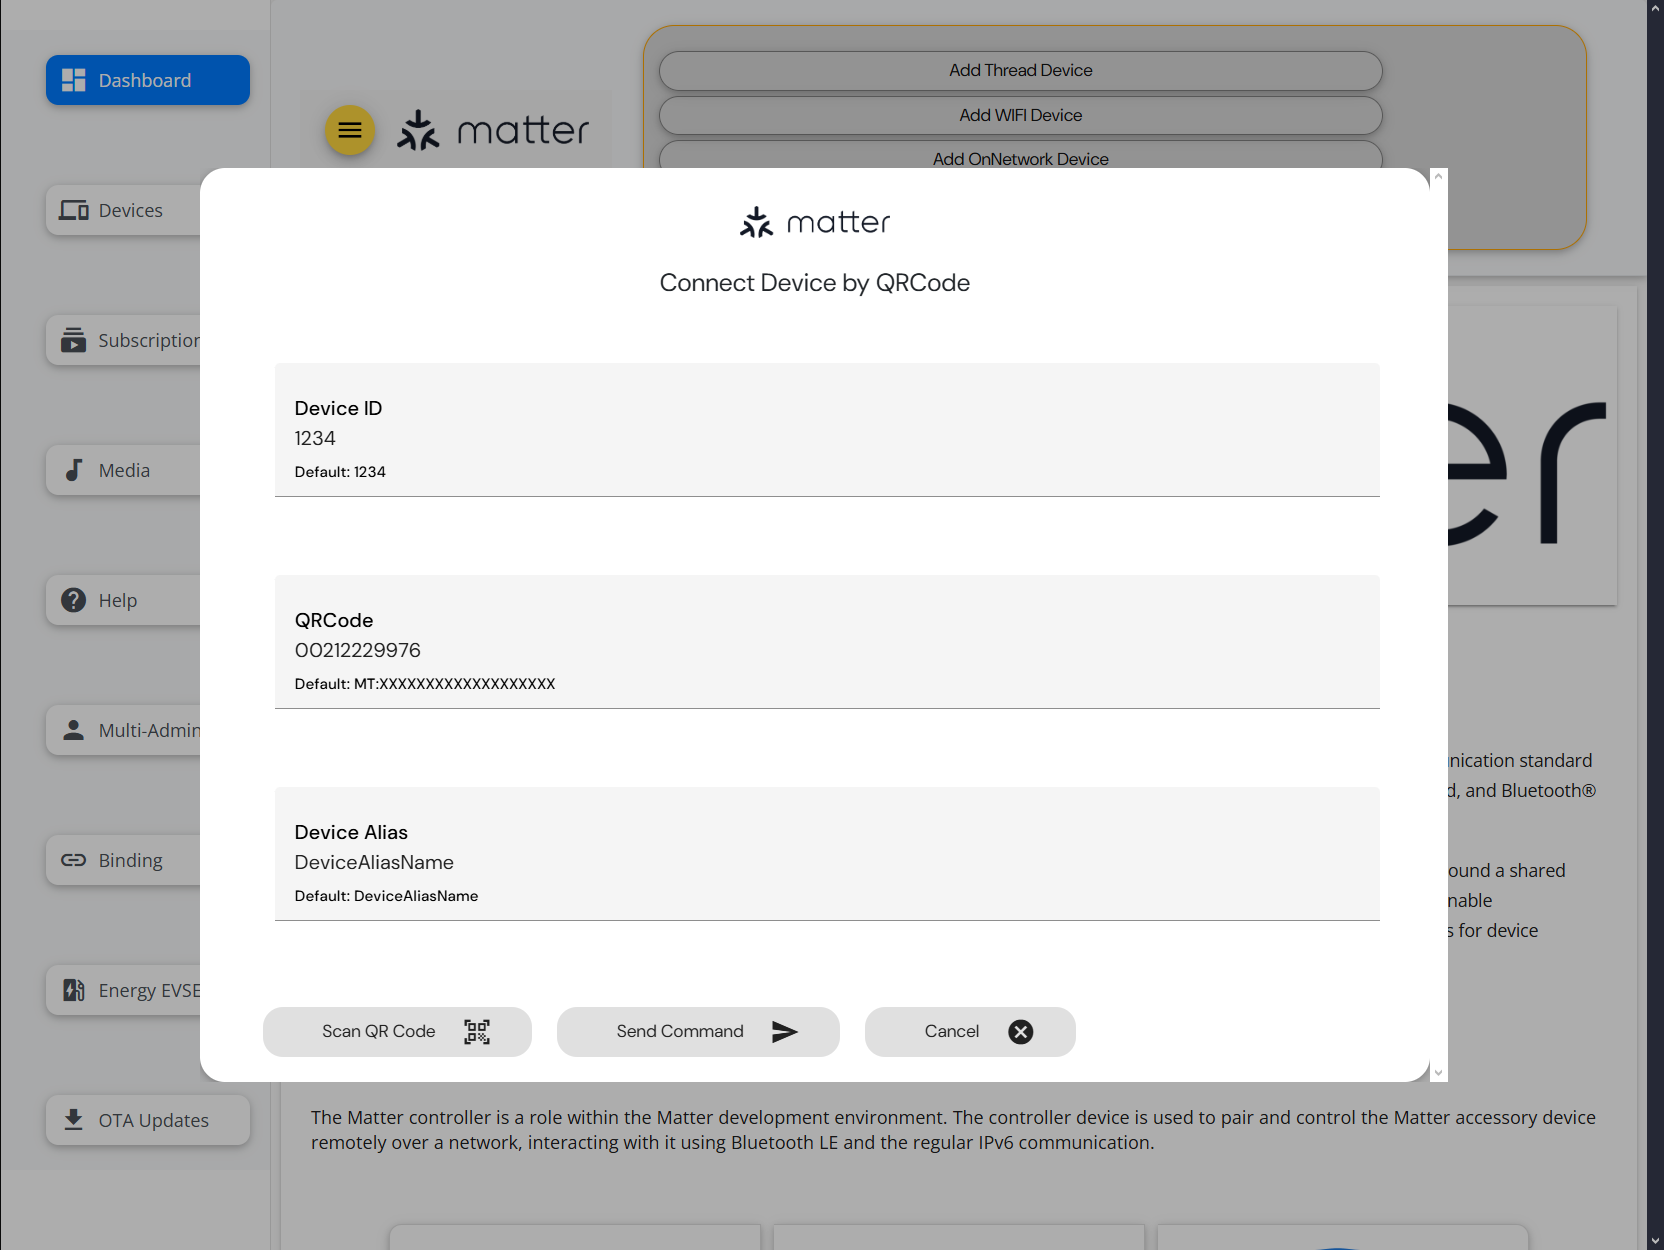 Dashboard
Devices
Subscription
Media
Help
Multi-Admin
Binding
Energy EVSE
OTA Updates
matter
Add Thread Device
Add WIFI Device
Add OnNetwork Device
matter
Connect Device by QRCode
Device ID
1234
Default: 1234
QRCode
00212229976
Default: MT:XXXXXXXXXXXXXXXXXXX
Device Alias
DeviceAliasName
Default: DeviceAliasName
Scan QR Code
Send Command
Cancel
er
nication standard
d, and Bluetooth®
ound a shared
nable
s for device
The Matter controller is a role within the Matter development environment. The controller device is used to pair and control the Matter accessory device
remotely over a network, interacting with it using Bluetooth LE and the regular IPv6 communication.